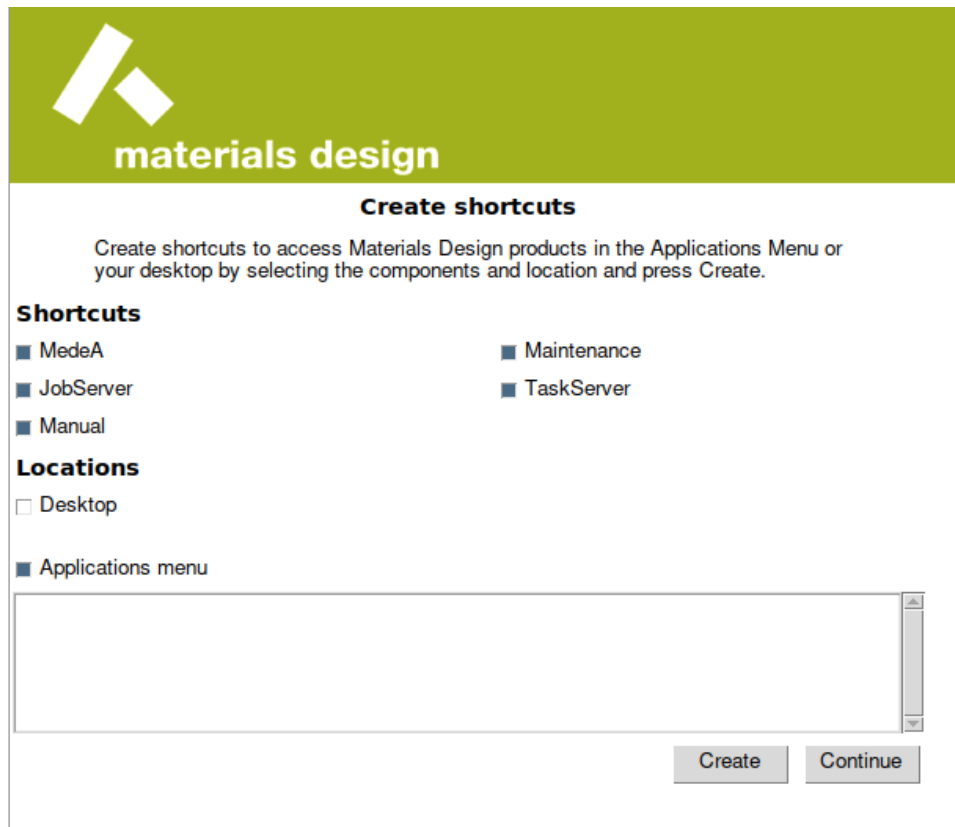 materials design
Create shortcuts
Create shortcuts to access Materials Design products in the Applications Menu or
your desktop by selecting the components and location and press Create.
Shortcuts
MedeA
Maintenance
JobServer
TaskServer
Manual
Locations
Desktop
Applications menu
Create
Continue